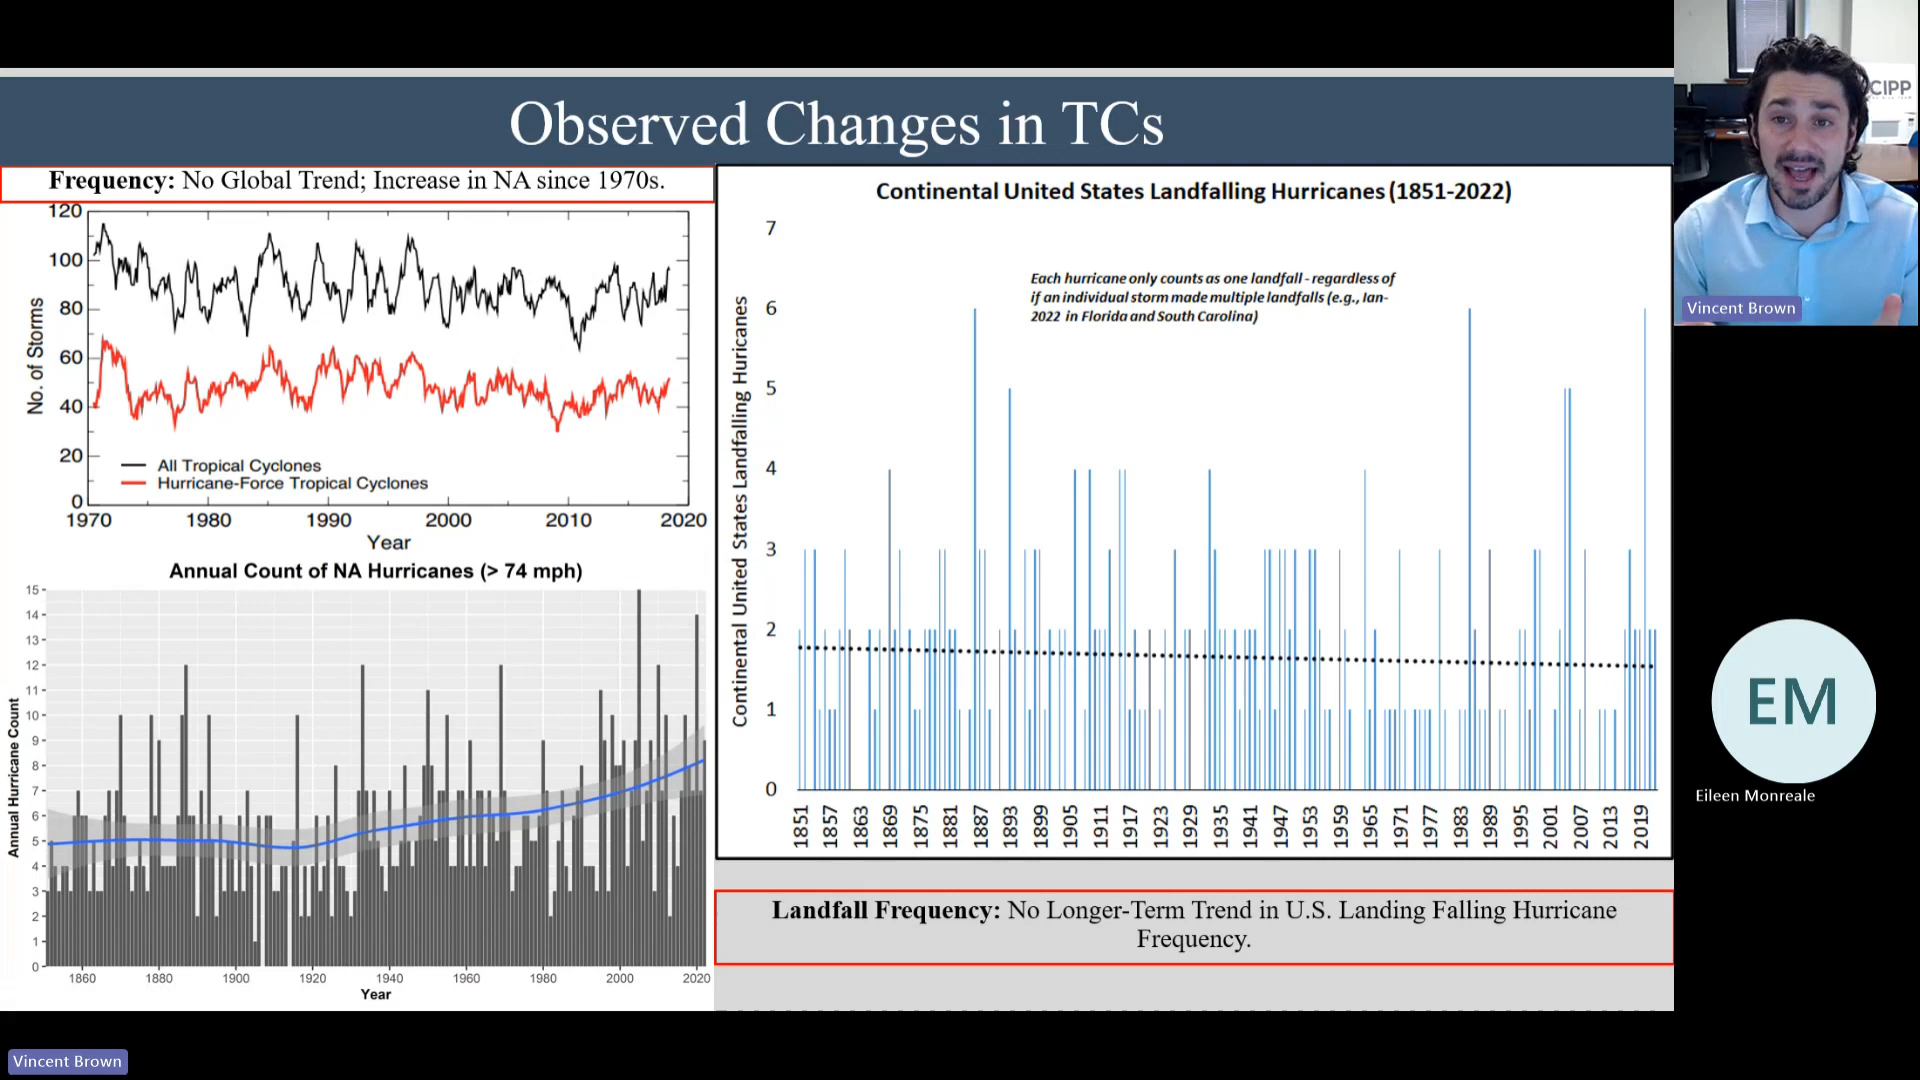 Observed Changes in TCs
Frequency: No Global Trend; Increase in NA since 1970s.
120
100
80
60
40
20
0
No. of Storms
All Tropical Cyclones
Hurricane-Force Tropical Cyclones
1970 1980 1990 2000 2010 2020
Year
Annual Count of NA Hurricanes (> 74 mph)
15
14
13
12
11
10
9
8
7
6
5
4
3
2
1
0
Annual Hurricane Count
1860 1880 1900 1920 1940 1960 1980 2000 2020
Year
Continental United States Landfalling Hurricanes (1851-2022)
Each hurricane only counts as one landfall - regardless of
if an individual storm made multiple landfalls (e.g., Ian-
2022 in Florida and South Carolina)
7
6
5
4
3
2
1
0
Continental United States Landfalling Huricanes
1851 1857 1863 1869 1875 1881 1887 1893 1899 1905 1911 1917 1923 1929 1935 1941 1947 1953 1959 1965 1971 1977 1983 1989 1995 2001 2007 2013 2019
Landfall Frequency: No Longer-Term Trend in U.S. Landing Falling Hurricane
Frequency.
CIPP
Vincent Brown
EM
Eileen Monreale
Vincent Brown